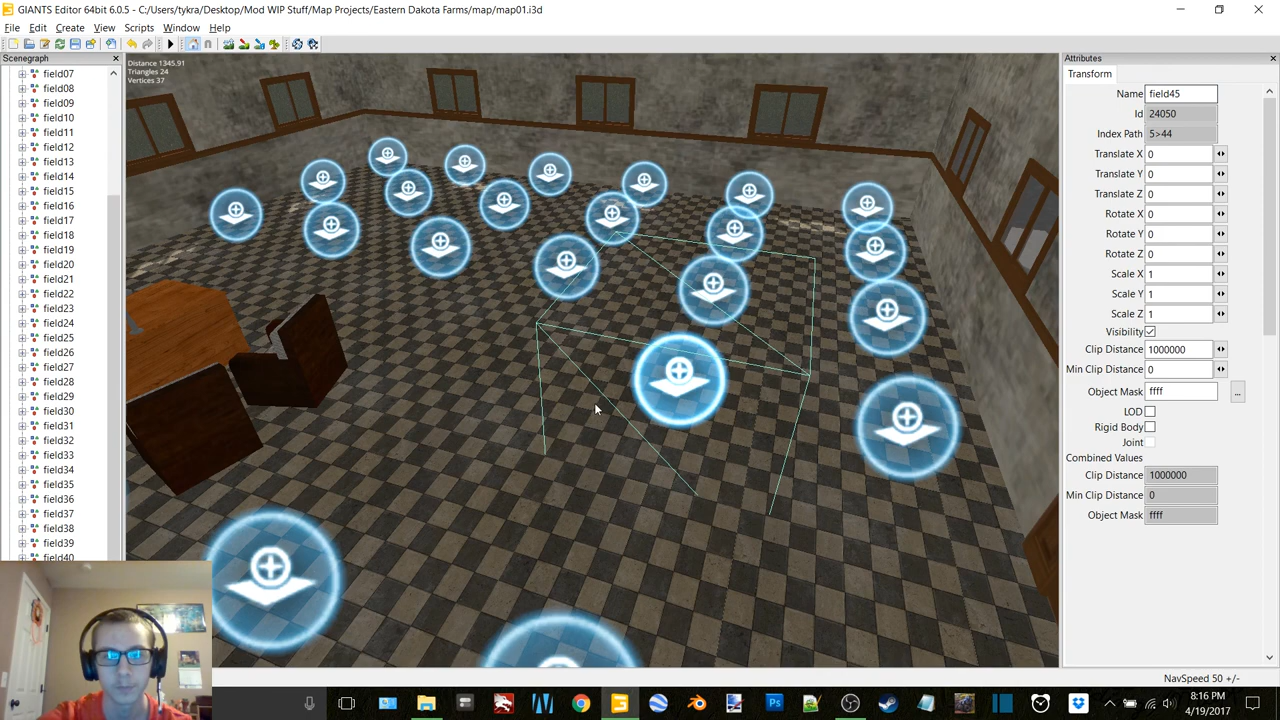 GIANTS Editor 64bit 6.0.5 - C:/Users/tykra/Desktop/Mod WIP Stuff/Map Projects/Eastern Dakota Farms/map/map01.i3d
File Edit Create View Scripts Window Help
Scenegraph
field07
field08
field09
field10
field11
field12
field13
field14
field15
field16
field17
field18
field19
field20
field21
field22
field23
field24
field25
field26
field27
field28
field29
field30
field31
field32
field33
field34
field35
field36
field37
field38
field39
field40
Distance 1345.91
Triangles 24
Vertices 37
Attributes
Transform
Name field45
Id 24050
Index Path 5>44
Translate X 0
Translate Y 0
Translate Z 0
Rotate X 0
Rotate Y 0
Rotate Z 0
Scale X 1
Scale Y 1
Scale Z 1
Visibility
Clip Distance 1000000
Min Clip Distance 0
Object Mask ffff ...
LOD
Rigid Body
Joint
Combined Values
Clip Distance 1000000
Min Clip Distance 0
Object Mask ffff
NavSpeed 50 +/-
8:16 PM
4/19/2017